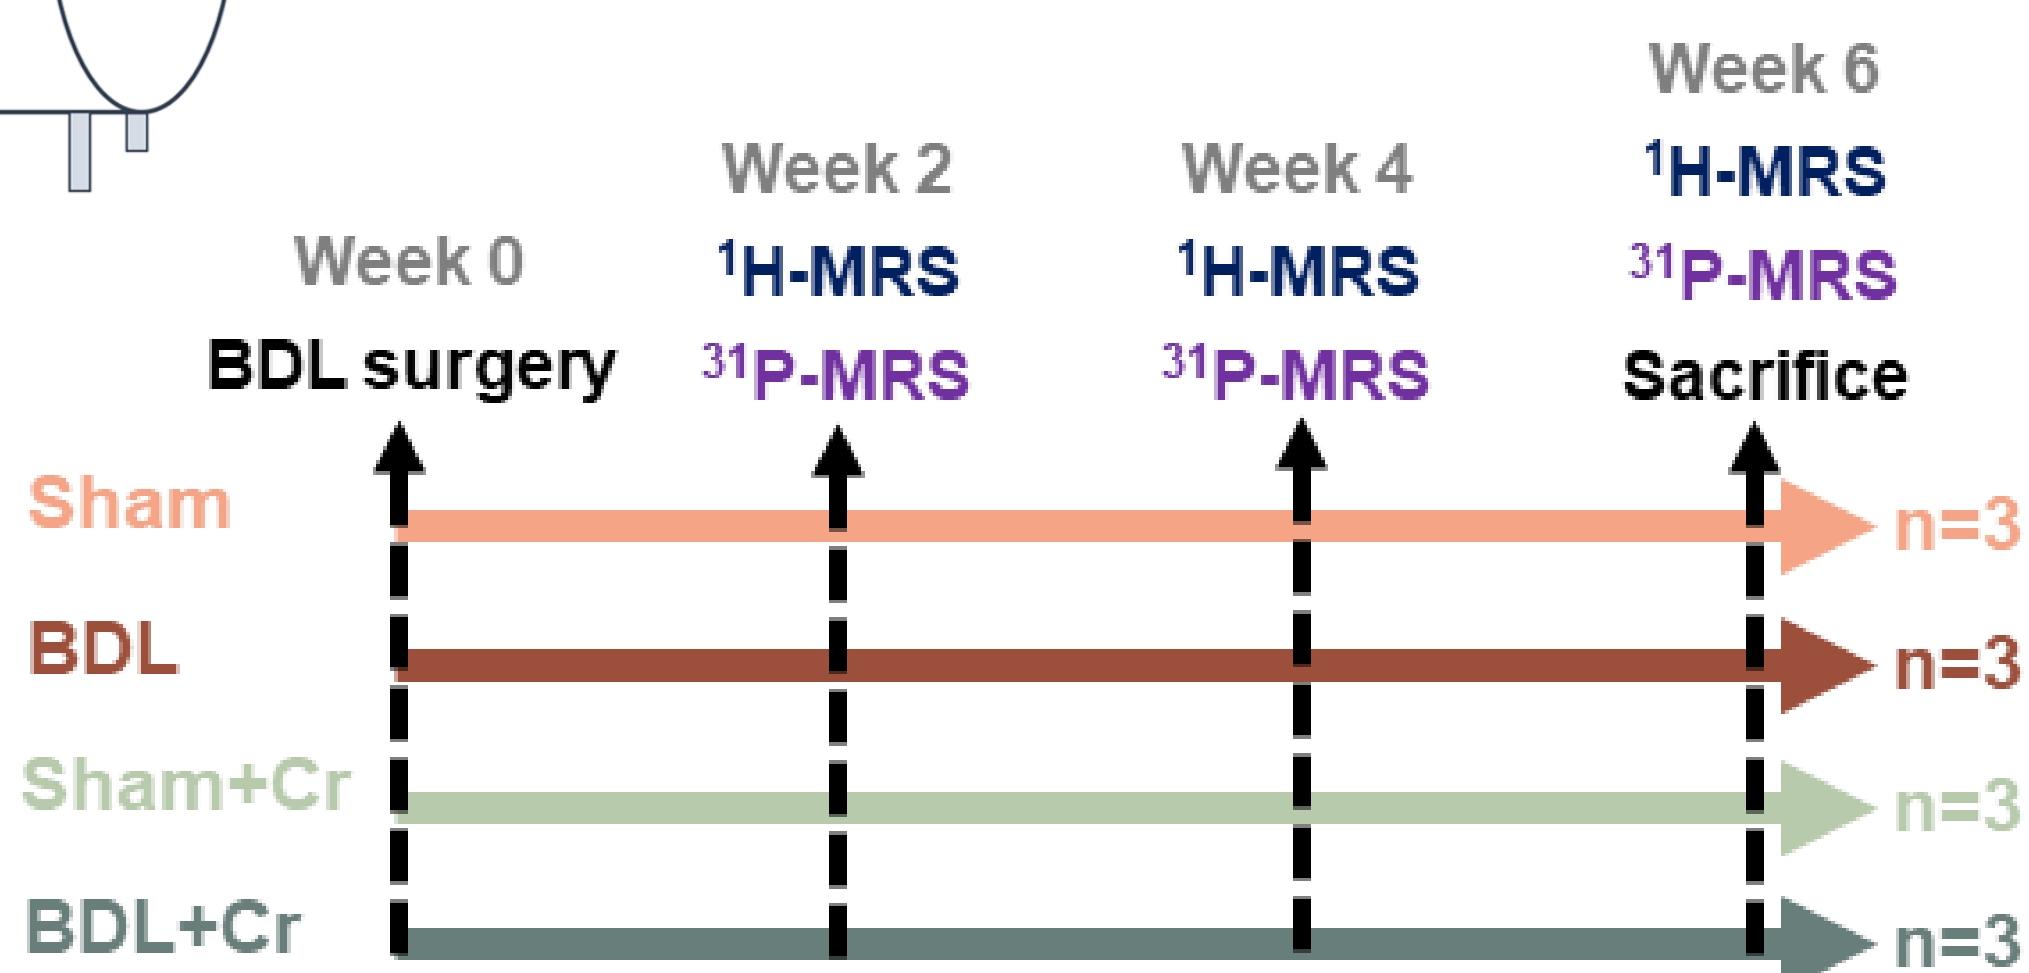 Week 0
BDL surgery
Week 2
¹H-MRS
³¹P-MRS
Week 4
¹H-MRS
³¹P-MRS
Week 6
¹H-MRS
³¹P-MRS
Sacrifice
Sham n=3
BDL n=3
Sham+Cr n=3
BDL+Cr n=3